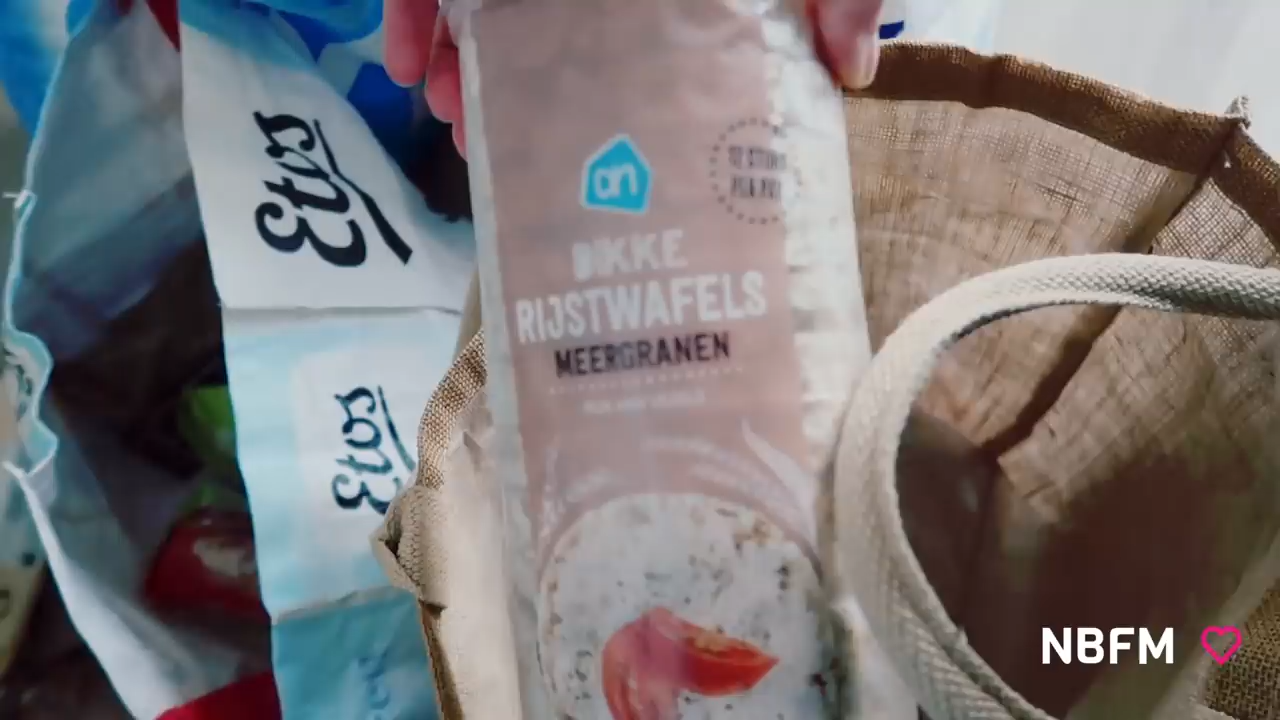 Etos
Etos
ah
DIKKE
RIJSTWAFELS
MEERGRANEN
NBFM